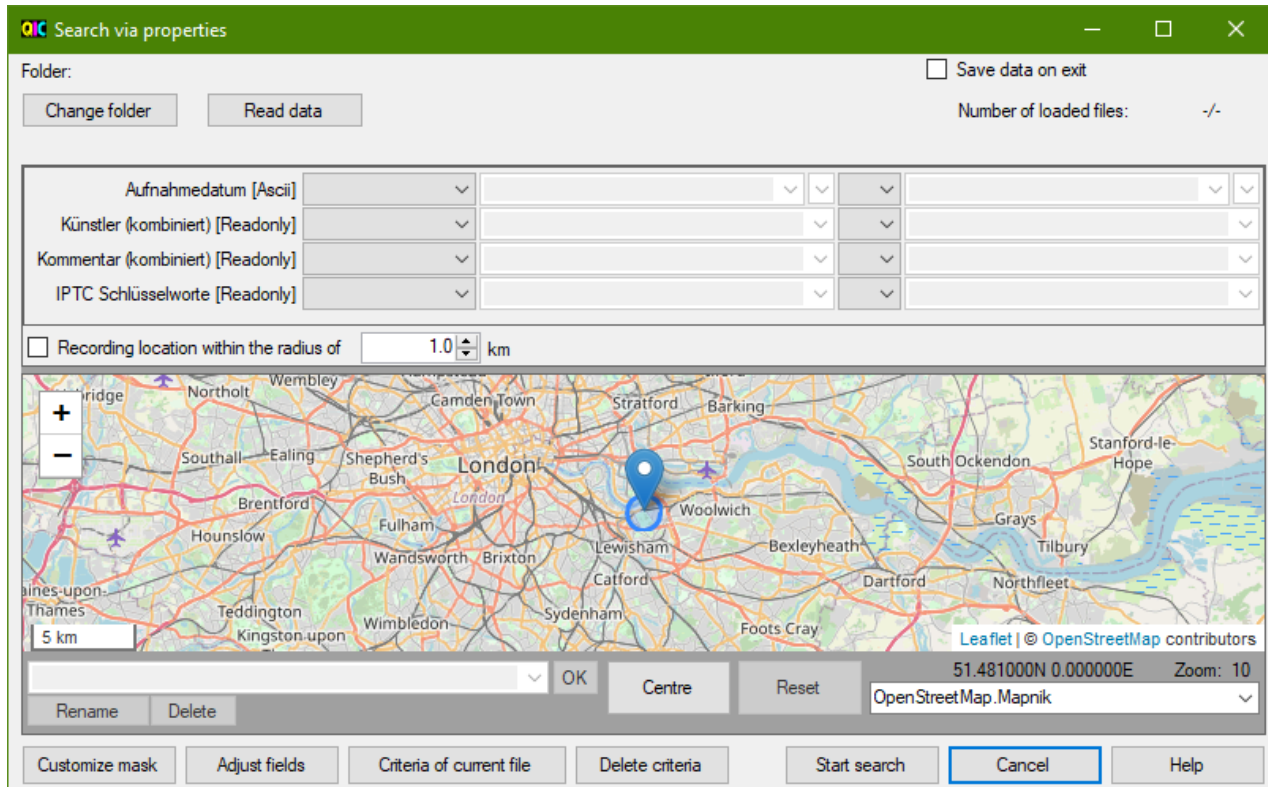 Search via properties
Folder:
Save data on exit
Change folder
Read data
Number of loaded files: -/-
Aufnahmedatum [Ascii]
Künstler (kombiniert) [Readonly]
Kommentar (kombiniert) [Readonly]
IPTC Schlüsselworte [Readonly]
Recording location within the radius of 1.0 km
+
−
Wembley
Northolt
Camden Town
Stratford
Barking
Stanford-le-
Hope
Southall
Ealing
Shepherd's
Bush
London
South Ockendon
London
Brentford
Woolwich
Grays
Fulham
Hounslow
Wandsworth
Brixton
Lewisham
Bexleyheath
Tilbury
Catford
Dartford
Northfleet
Thames
Teddington
Wimbledon
Sydenham
Foots Cray
Kingston upon
5 km
Leaflet | © OpenStreetMap contributors
OK
Centre
Reset
51.481000N 0.000000E Zoom: 10
OpenStreetMap.Mapnik
Rename
Delete
Customize mask
Adjust fields
Criteria of current file
Delete criteria
Start search
Cancel
Help